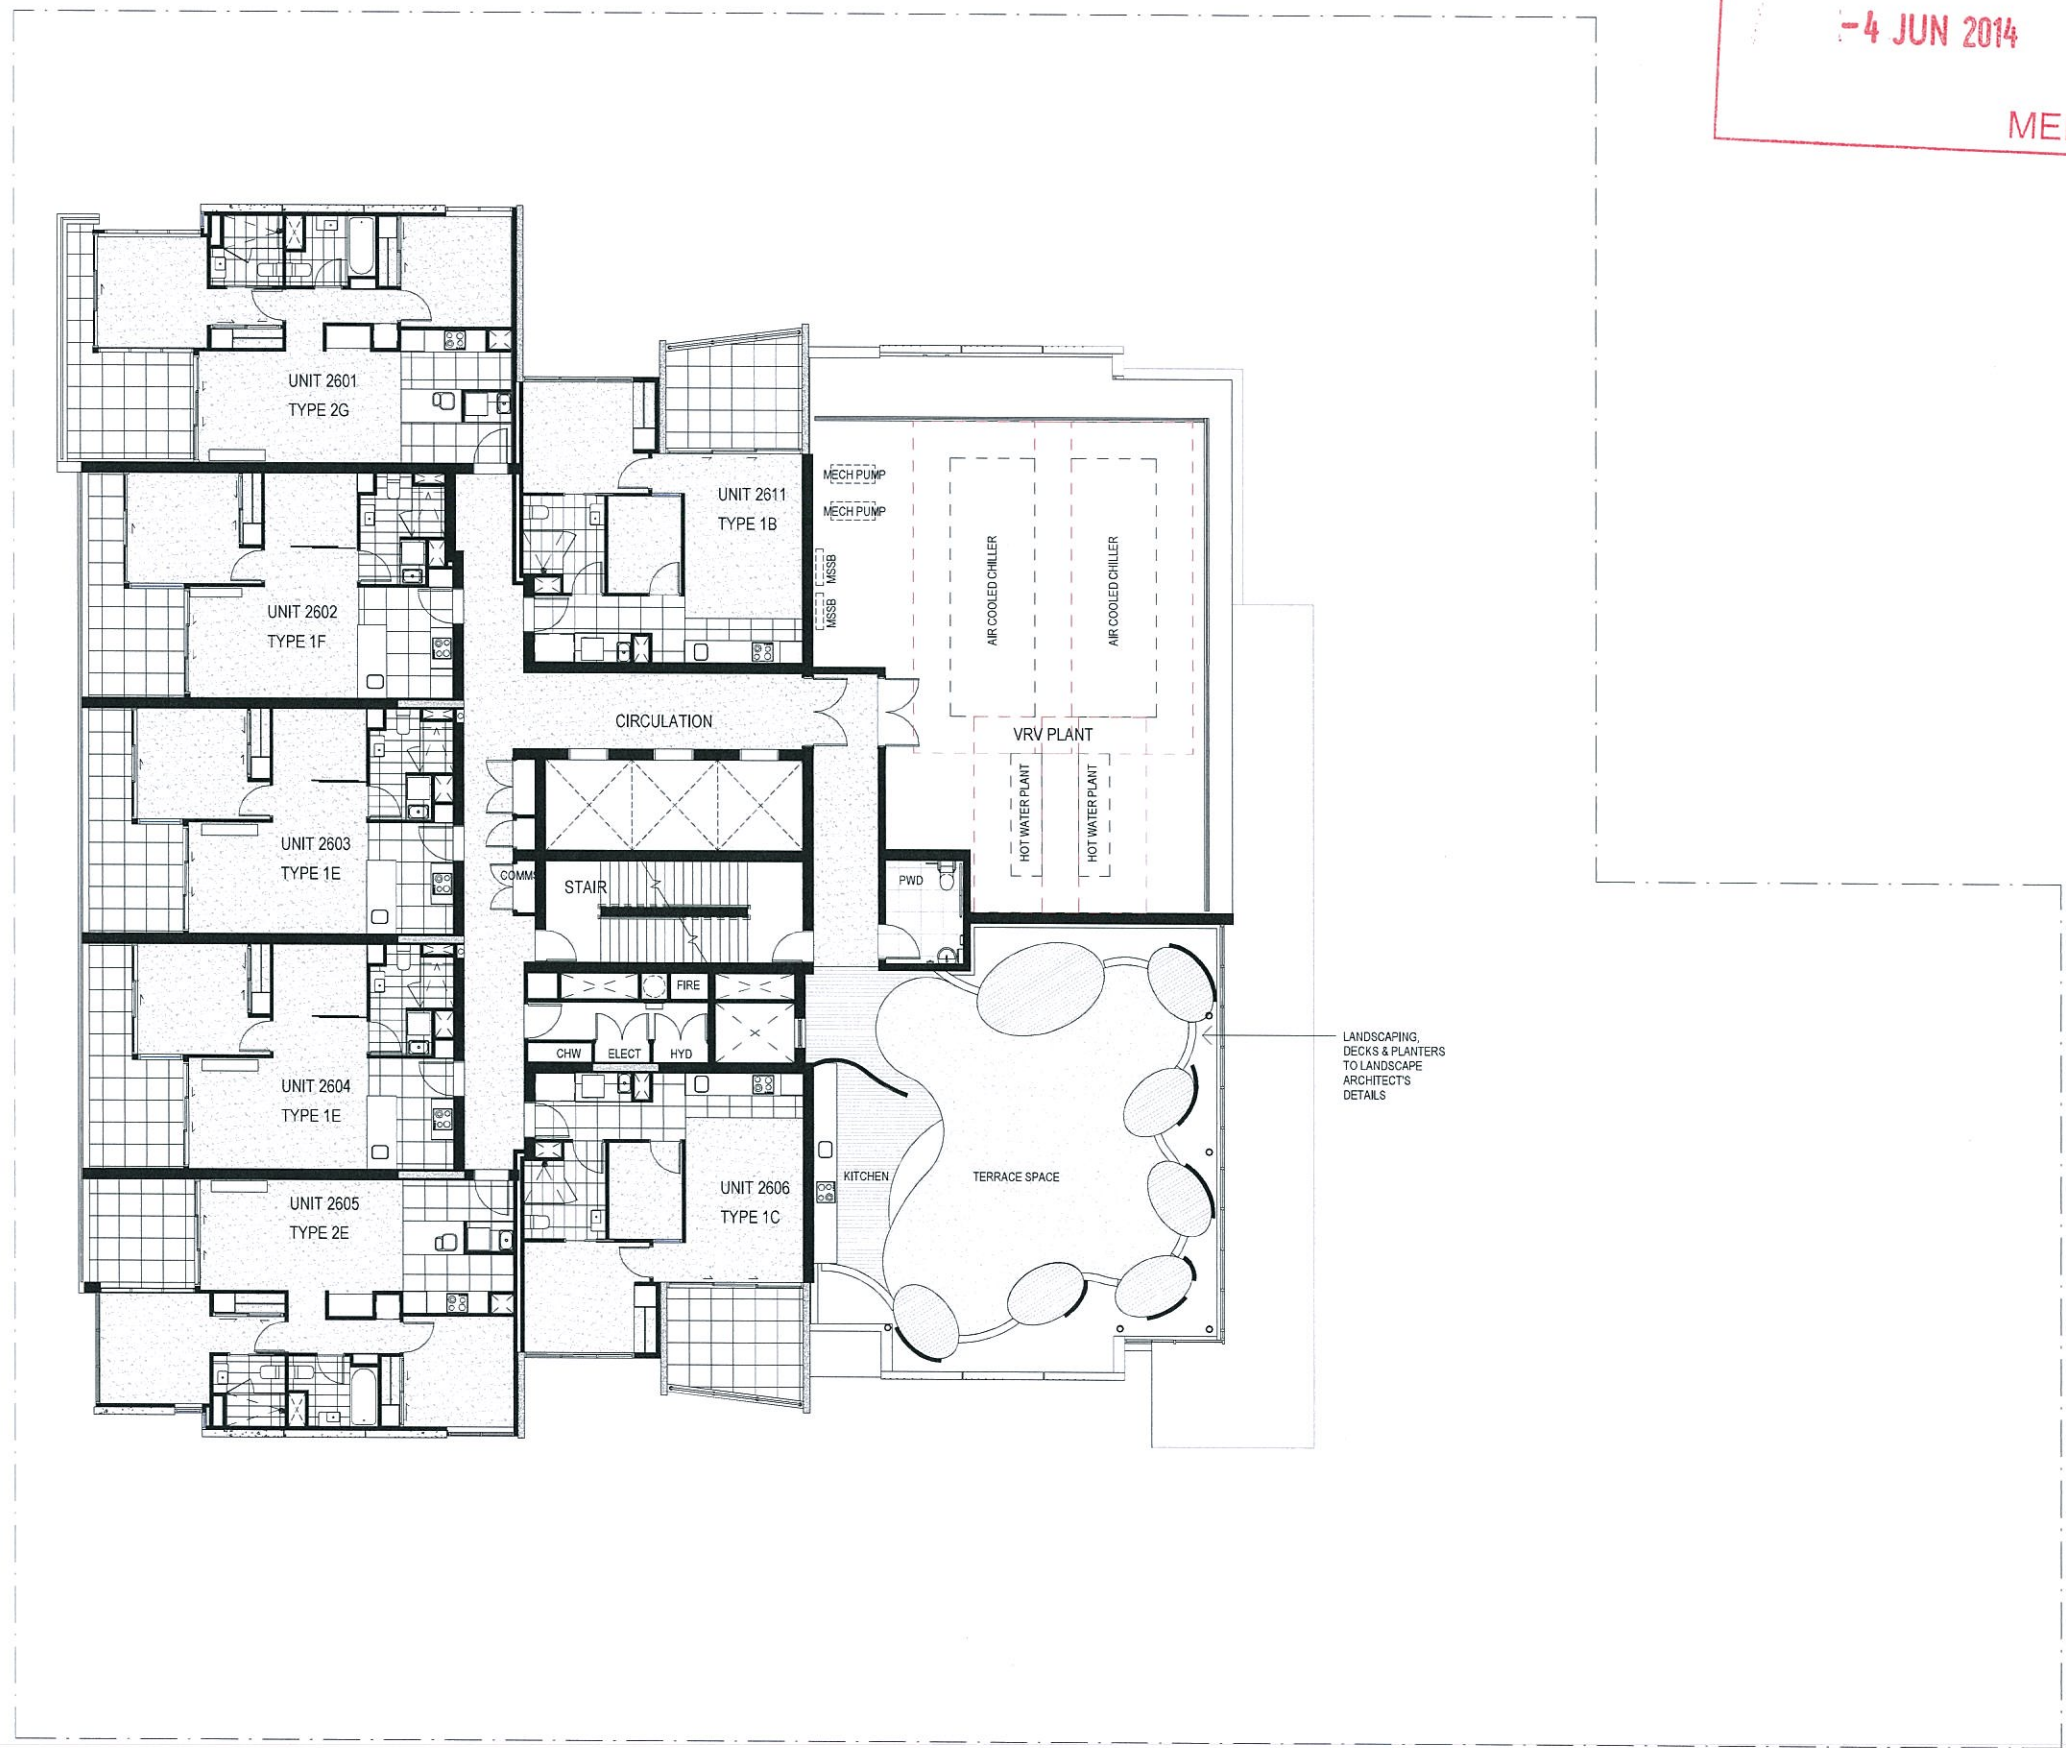 -4 JUN 2014
ME
UNIT 2601
TYPE 2G
UNIT 2611
TYPE 1B
MECH PUMP
MECH PUMP
MSSB
MSSB
AIR COOLED CHILLER
AIR COOLED CHILLER
UNIT 2602
TYPE 1F
CIRCULATION
VRV PLANT
HOT WATER PLANT
HOT WATER PLANT
UNIT 2603
TYPE 1E
COMMS
STAIR
PWD
FIRE
CHW
ELECT
HYD
LANDSCAPING,
DECKS & PLANTERS
TO LANDSCAPE
ARCHITECT'S
DETAILS
UNIT 2604
TYPE 1E
KITCHEN
TERRACE SPACE
UNIT 2605
TYPE 2E
UNIT 2606
TYPE 1C